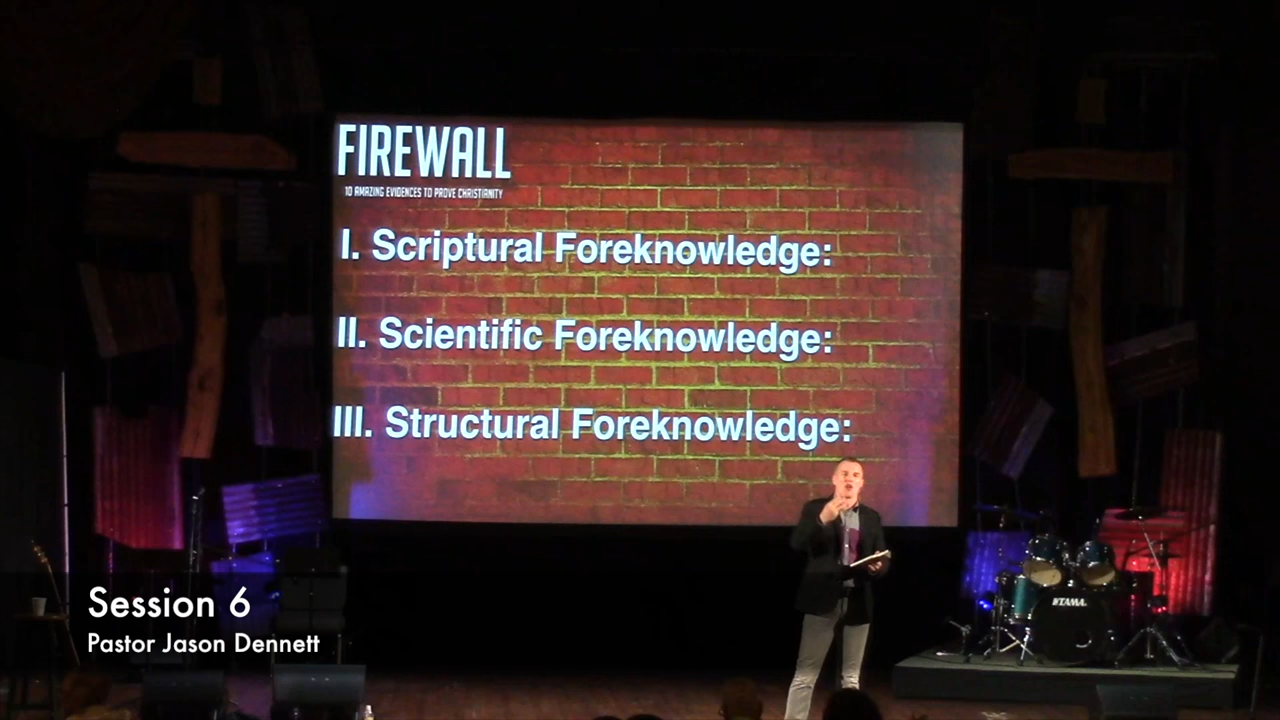 FIREWALL
10 AMAZING EVIDENCES TO PROVE CHRISTIANITY
I. Scriptural Foreknowledge:
II. Scientific Foreknowledge:
III. Structural Foreknowledge:
TAMA
Session 6
Pastor Jason Dennett